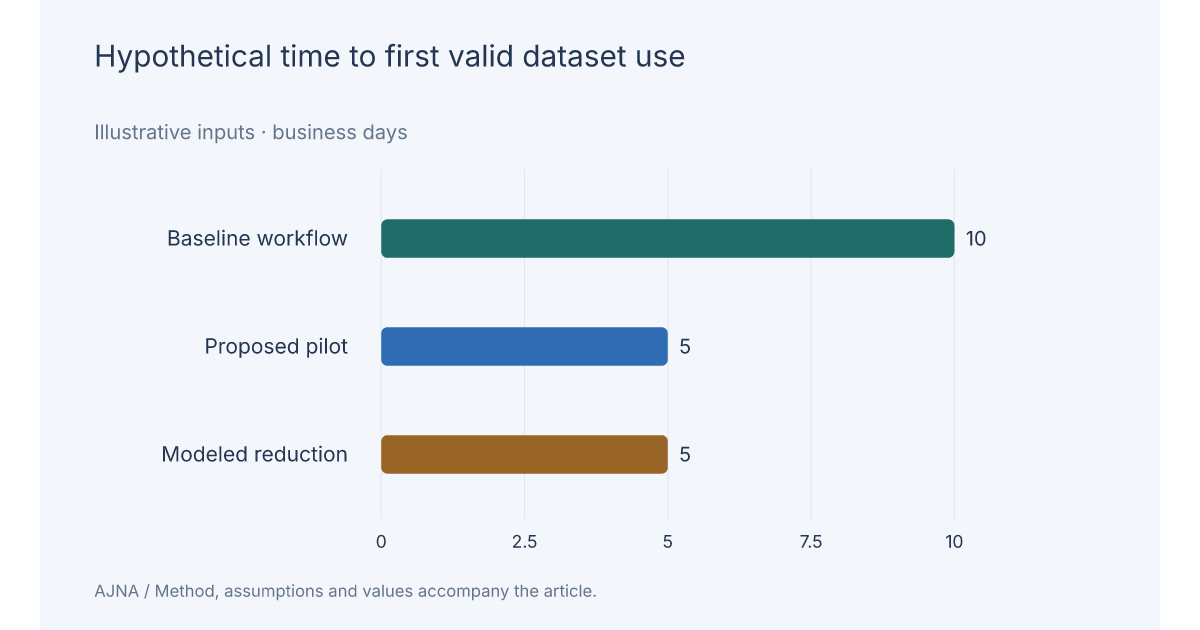 Hypothetical time to first valid dataset use
Illustrative inputs · business days
Baseline workflow
10
Proposed pilot
5
Modeled reduction
5
0 2.5 5 7.5 10
AJNA / Method, assumptions and values accompany the article.